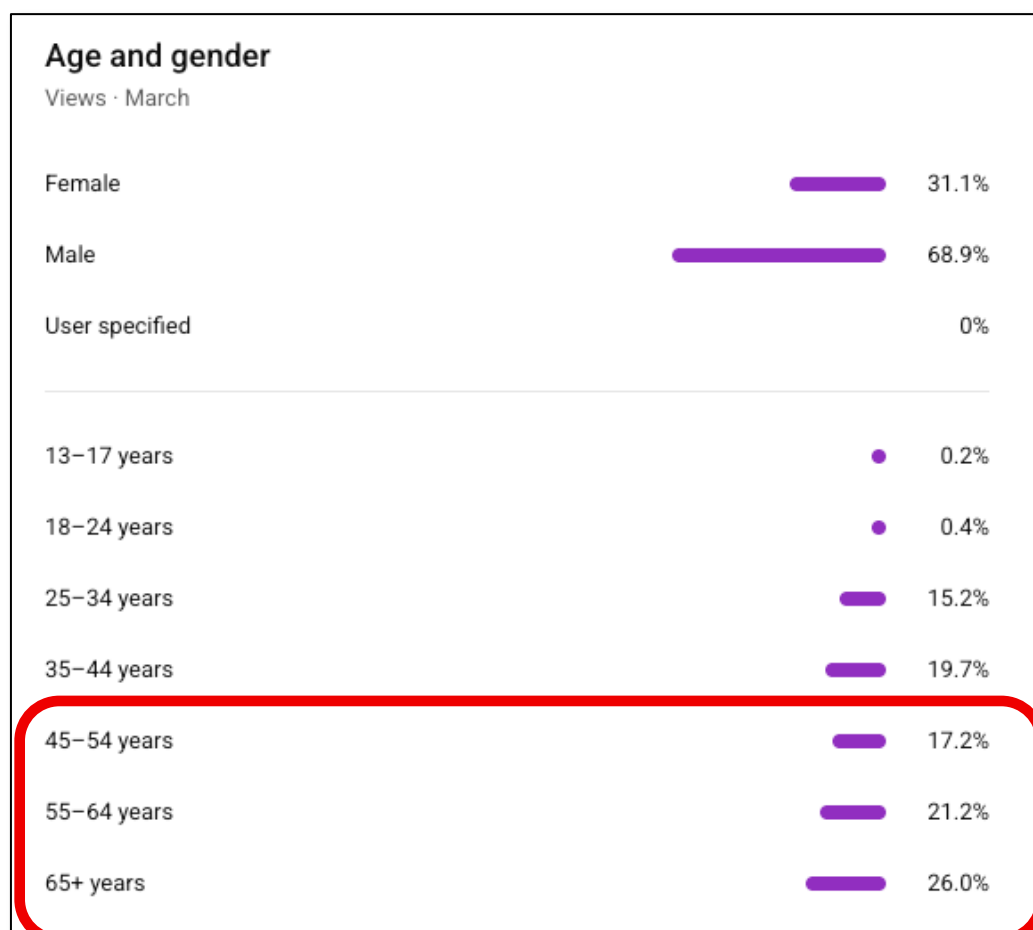 Age and gender
Views · March
Female 31.1%
Male 68.9%
User specified 0%
13–17 years 0.2%
18–24 years 0.4%
25–34 years 15.2%
35–44 years 19.7%
45–54 years 17.2%
55–64 years 21.2%
65+ years 26.0%